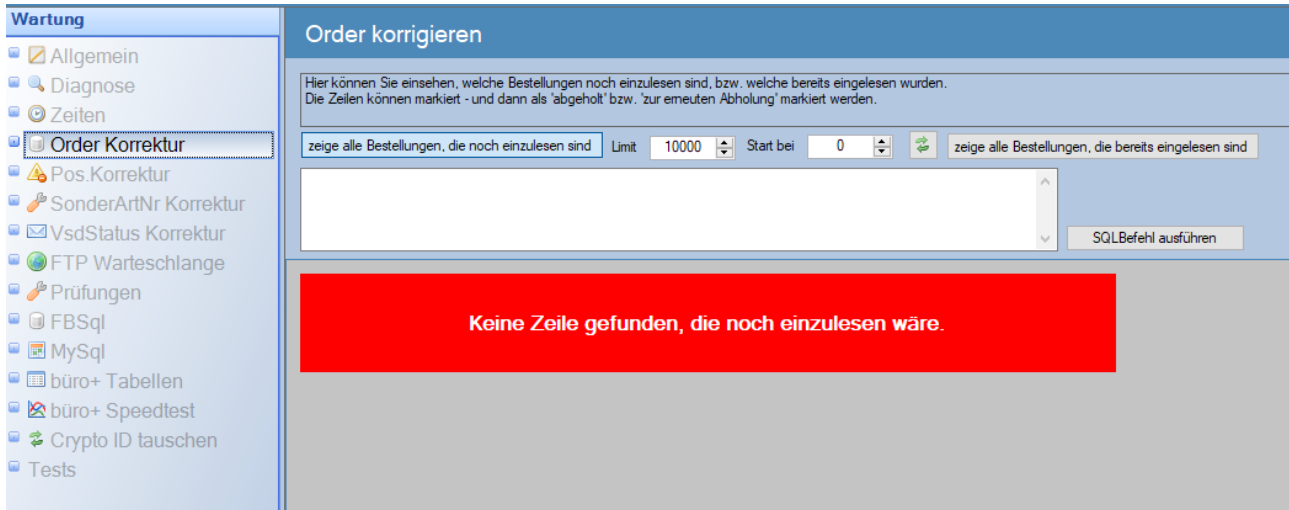 Wartung
Allgemein
Diagnose
Zeiten
Order Korrektur
Pos.Korrektur
SonderArtNr Korrektur
VsdStatus Korrektur
FTP Warteschlange
Prüfungen
FBSql
MySql
büro+ Tabellen
büro+ Speedtest
Crypto ID tauschen
Tests
Order korrigieren
Hier können Sie einsehen, welche Bestellungen noch einzulesen sind, bzw. welche bereits eingelesen wurden.
Die Zeilen können markiert - und dann als 'abgeholt' bzw. 'zur erneuten Abholung' markiert werden.
zeige alle Bestellungen, die noch einzulesen sind Limit 10000 Start bei 0 zeige alle Bestellungen, die bereits eingelesen sind
SQLBefehl ausführen
Keine Zeile gefunden, die noch einzulesen wäre.